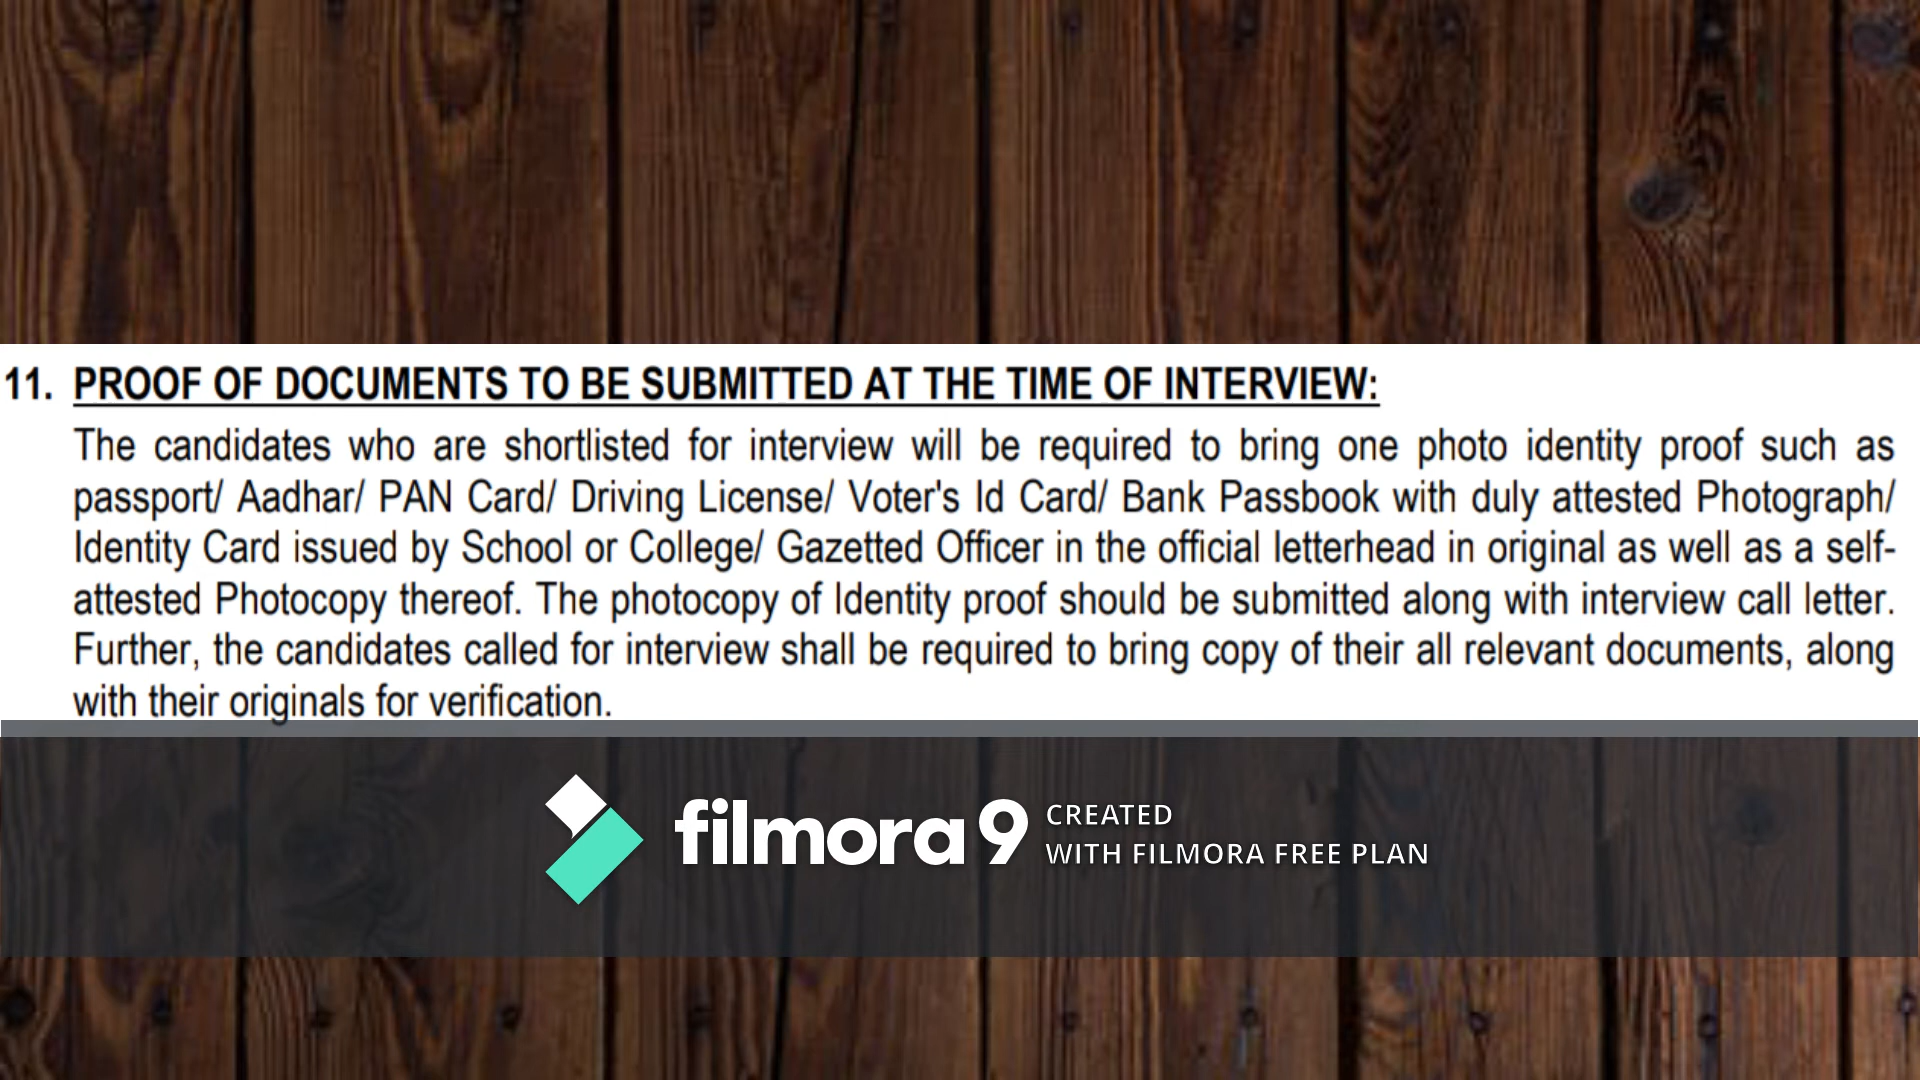 11. PROOF OF DOCUMENTS TO BE SUBMITTED AT THE TIME OF INTERVIEW:
The candidates who are shortlisted for interview will be required to bring one photo identity proof such as
passport/ Aadhar/ PAN Card/ Driving License/ Voter's Id Card/ Bank Passbook with duly attested Photograph/
Identity Card issued by School or College/ Gazetted Officer in the official letterhead in original as well as a self-
attested Photocopy thereof. The photocopy of Identity proof should be submitted along with interview call letter.
Further, the candidates called for interview shall be required to bring copy of their all relevant documents, along
with their originals for verification.
filmora 9 CREATED
WITH FILMORA FREE PLAN